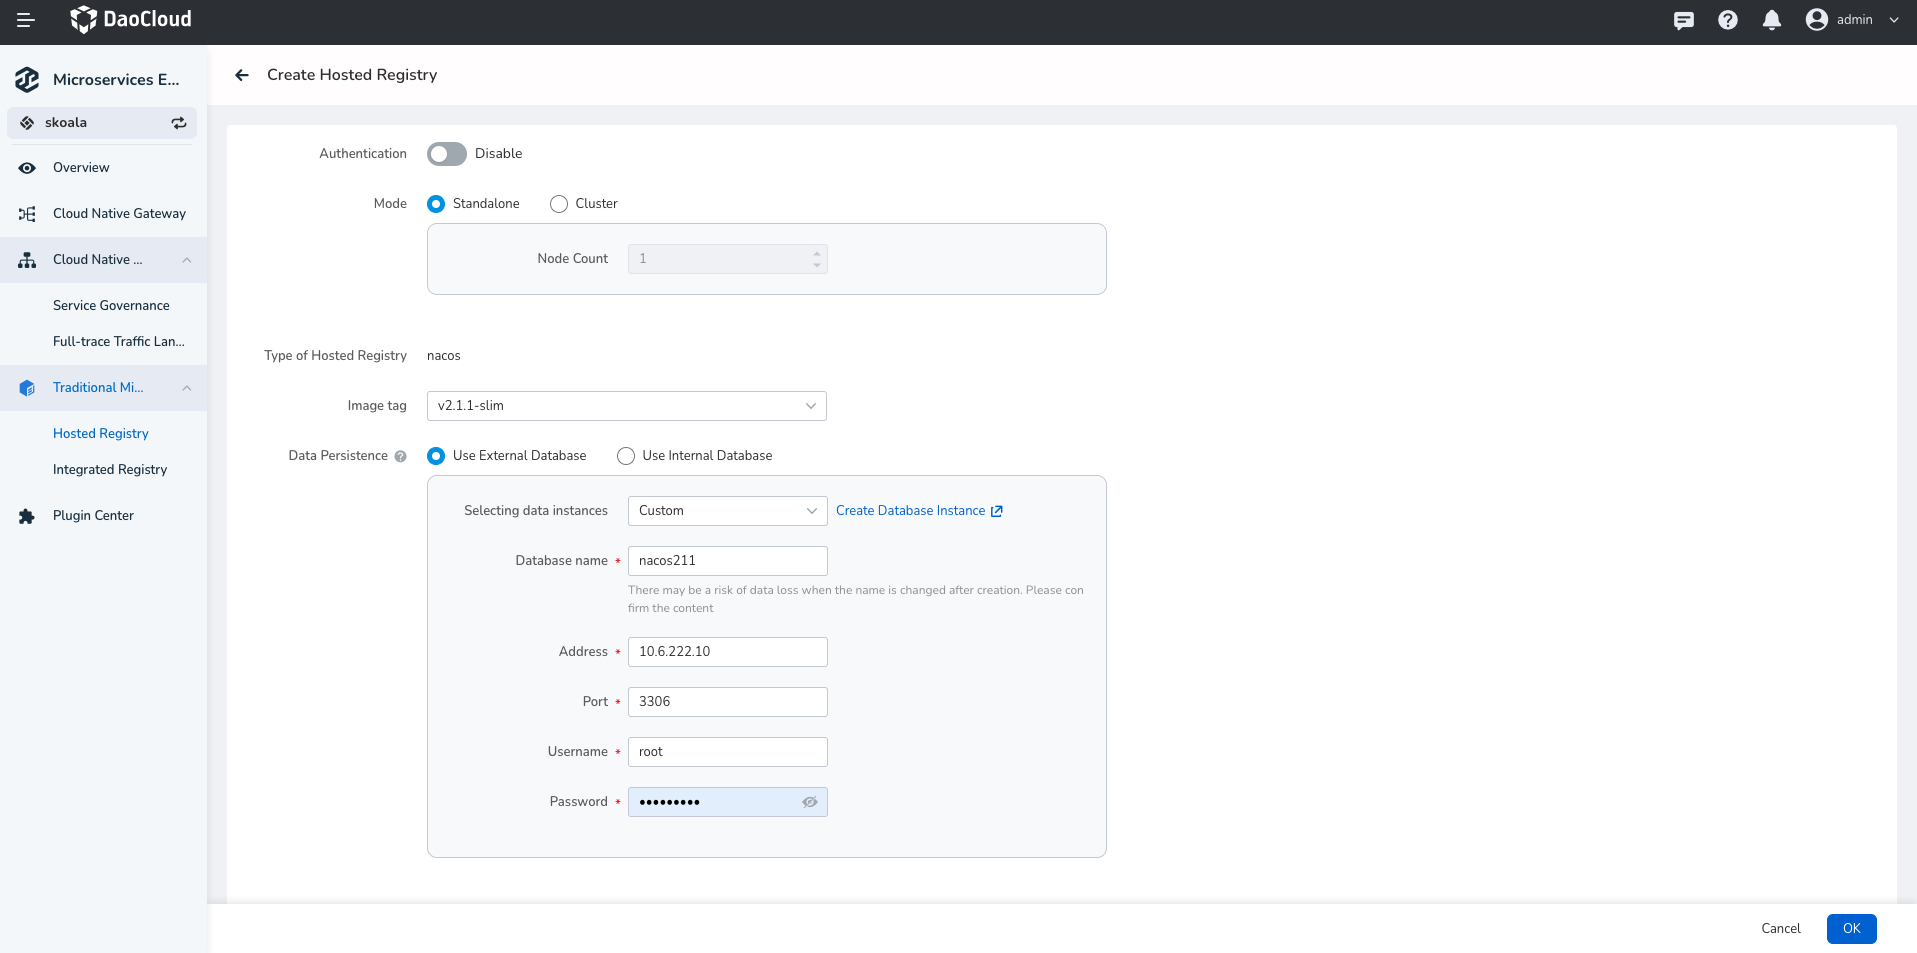 DaoCloud
admin
Microservices E...
skoala
Overview
Cloud Native Gateway
Cloud Native ...
Service Governance
Full-trace Traffic Lan...
Traditional Mi...
Hosted Registry
Integrated Registry
Plugin Center
Create Hosted Registry
Authentication Disable
Mode Standalone Cluster
Node Count 1
Type of Hosted Registry nacos
Image tag v2.1.1-slim
Data Persistence Use External Database Use Internal Database
Selecting data instances Custom Create Database Instance
Database name * nacos211
There may be a risk of data loss when the name is changed after creation. Please con
firm the content
Address * 10.6.222.10
Port * 3306
Username * root
Password * •••••••••
Cancel OK